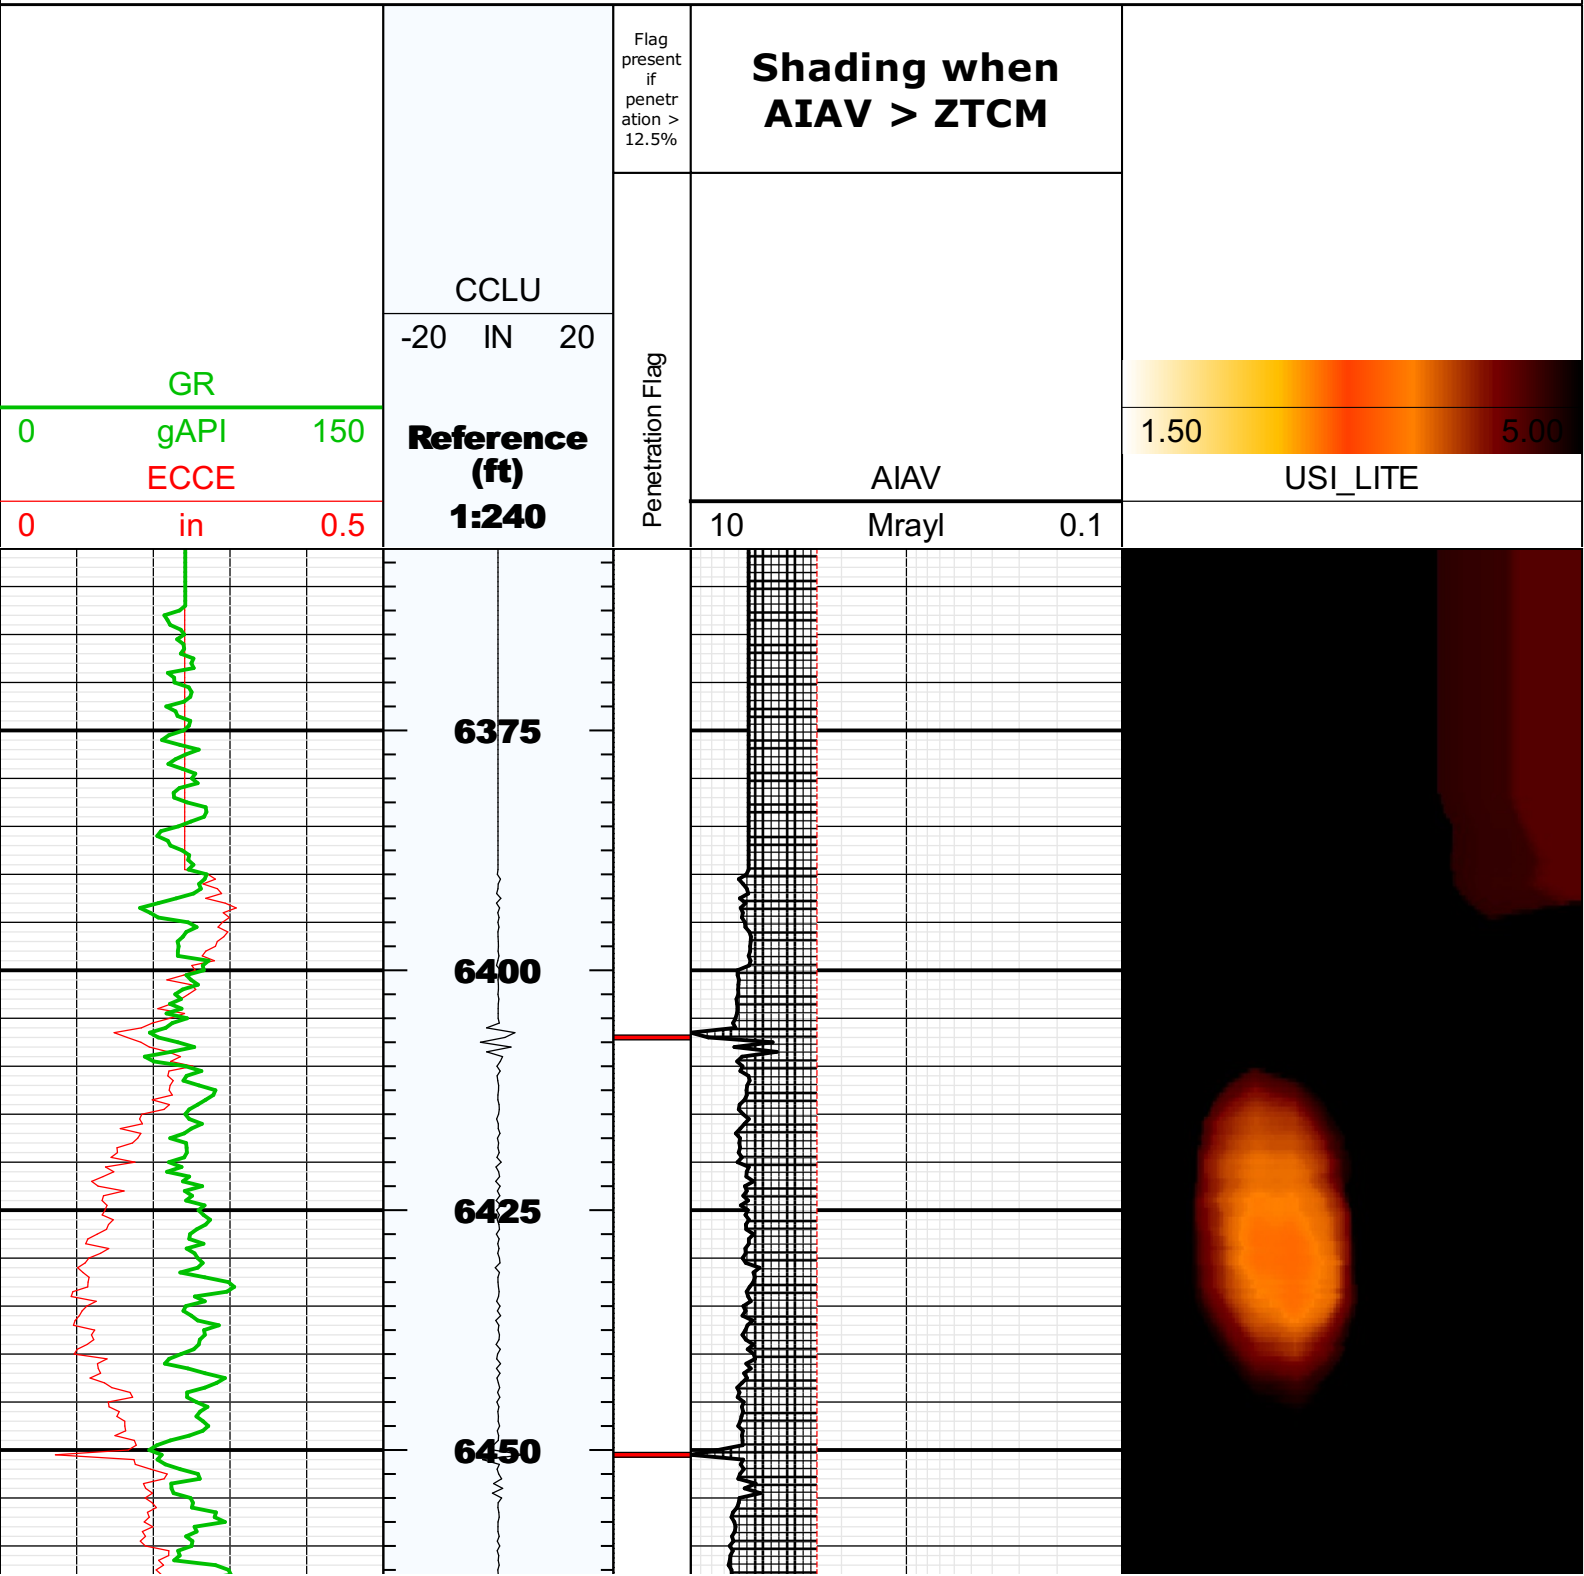 Flag
present
if
penetr
ation >
12.5%
Shading when
AIAV > ZTCM
CCLU
-20 IN 20
GR
0 gAPI 150
ECCE
0 in 0.5
Reference
(ft)
1:240
Penetration Flag
AIAV
10 Mrayl 0.1
1.50 5.00
USI_LITE
6375
6400
6425
6450